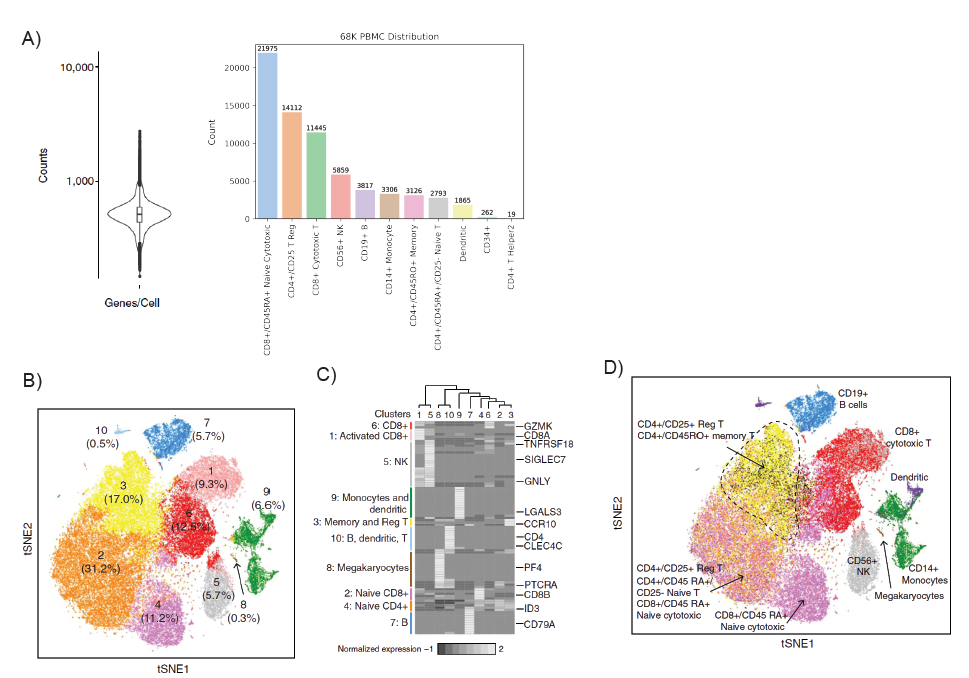 A)
10,000
1,000
Counts
Genes/Cell
68K PBMC Distribution
Count
20000
15000
10000
5000
0
21975
14112
11445
5859
3817
3306
3126
2793
1865
262
19
CD8+/CD45RA+ Naive Cytotoxic
CD4+/CD25 T Reg
CD8+ Cytotoxic T
CD56+ NK
CD19+ B
CD14+ Monocyte
CD4+/CD45RO+ Memory
CD4+/CD45RA+/CD25- Naive T
Dendritic
CD34+
CD4+ T Helper2
B)
10
(0.5%)
7
(5.7%)
1
(9.3%)
3
(17.0%)
9
(6.6%)
6
(12.5%)
2
(31.2%)
5
(5.7%)
4
(11.2%)
8
(0.3%)
tSNE2
tSNE1
C)
Clusters 1 5 8 10 9 7 4 6 2 3
6: CD8+
1: Activated CD8+
5: NK
9: Monocytes and
dendritic
3: Memory and Reg T
10: B, dendritic, T
8: Megakaryocytes
2: Naive CD8+
4: Naive CD4+
7: B
GZMK
CD8A
TNFRSF18
SIGLEC7
GNLY
LGALS3
CCR10
CD4
CLEC4C
PF4
PTCRA
CD8B
ID3
CD79A
Normalized expression −1 2
D)
CD19+
B cells
CD4+/CD25+ Reg T
CD4+/CD45RO+ memory T
CD8+
cytotoxic T
Dendritic
CD56+
NK
CD14+
Monocytes
Megakaryocytes
CD4+/CD25+ Reg T
CD4+/CD45 RA+/
CD25- Naive T
CD8+/CD45 RA+
Naive cytotoxic
CD8+/CD45 RA+
Naive cytotoxic
tSNE2
tSNE1